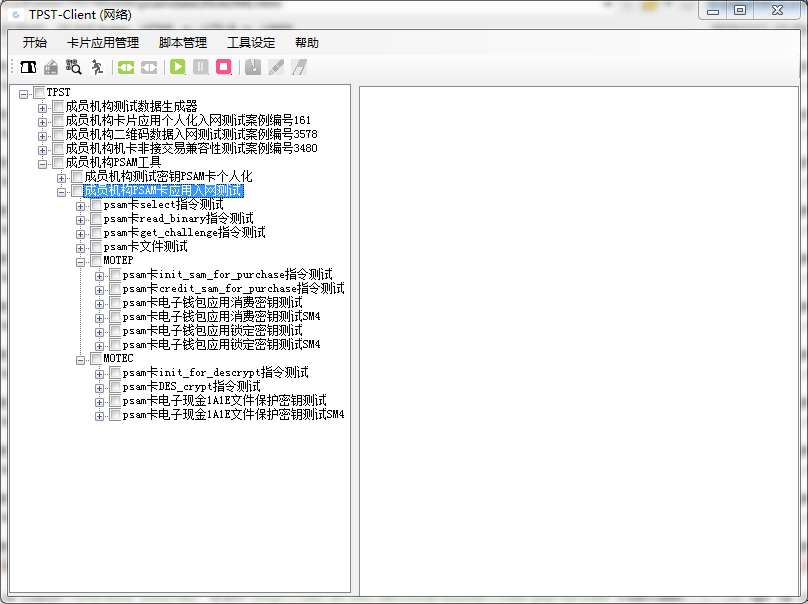 TPST-Client (网络)
开始 卡片应用管理 脚本管理 工具设定 帮助
TPST
成员机构测试数据生成器
成员机构卡片应用个人化入网测试案例编号161
成员机构二维码数据入网测试测试案例编号3578
成员机构机卡非接交易兼容性测试案例编号3480
成员机构PSAM工具
成员机构测试密钥PSAM卡个人化
成员机构PSAM卡应用入网测试
psam卡select指令测试
psam卡read_binary指令测试
psam卡get_challenge指令测试
psam卡文件测试
MOTEP
psam卡init_sam_for_purchase指令测试
psam卡credit_sam_for_purchase指令测试
psam卡电子钱包应用消费密钥测试
psam卡电子钱包应用消费密钥测试SM4
psam卡电子钱包应用锁定密钥测试
psam卡电子钱包应用锁定密钥测试SM4
MOTEC
psam卡init_for_descrypt指令测试
psam卡DES_crypt指令测试
psam卡电子现金1A1E文件保护密钥测试
psam卡电子现金1A1E文件保护密钥测试SM4